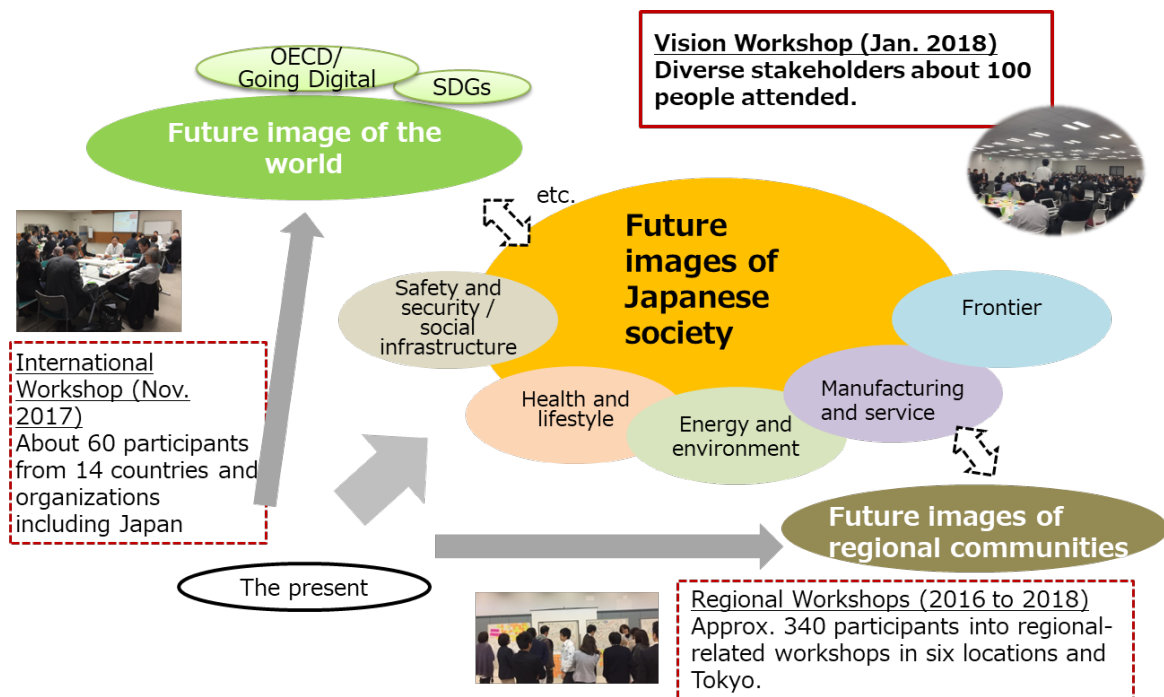 OECD/
Going Digital
SDGs
Future image of the
world
Vision Workshop (Jan. 2018)
Diverse stakeholders about 100
people attended.
etc.
Future
images of
Japanese
society
Safety and
security /
social
infrastructure
Frontier
Health and
lifestyle
Manufacturing
and service
Energy and
environment
International
Workshop (Nov.
2017)
About 60 participants
from 14 countries and
organizations
including Japan
Future images of
regional communities
The present
Regional Workshops (2016 to 2018)
Approx. 340 participants into regional-
related workshops in six locations and
Tokyo.